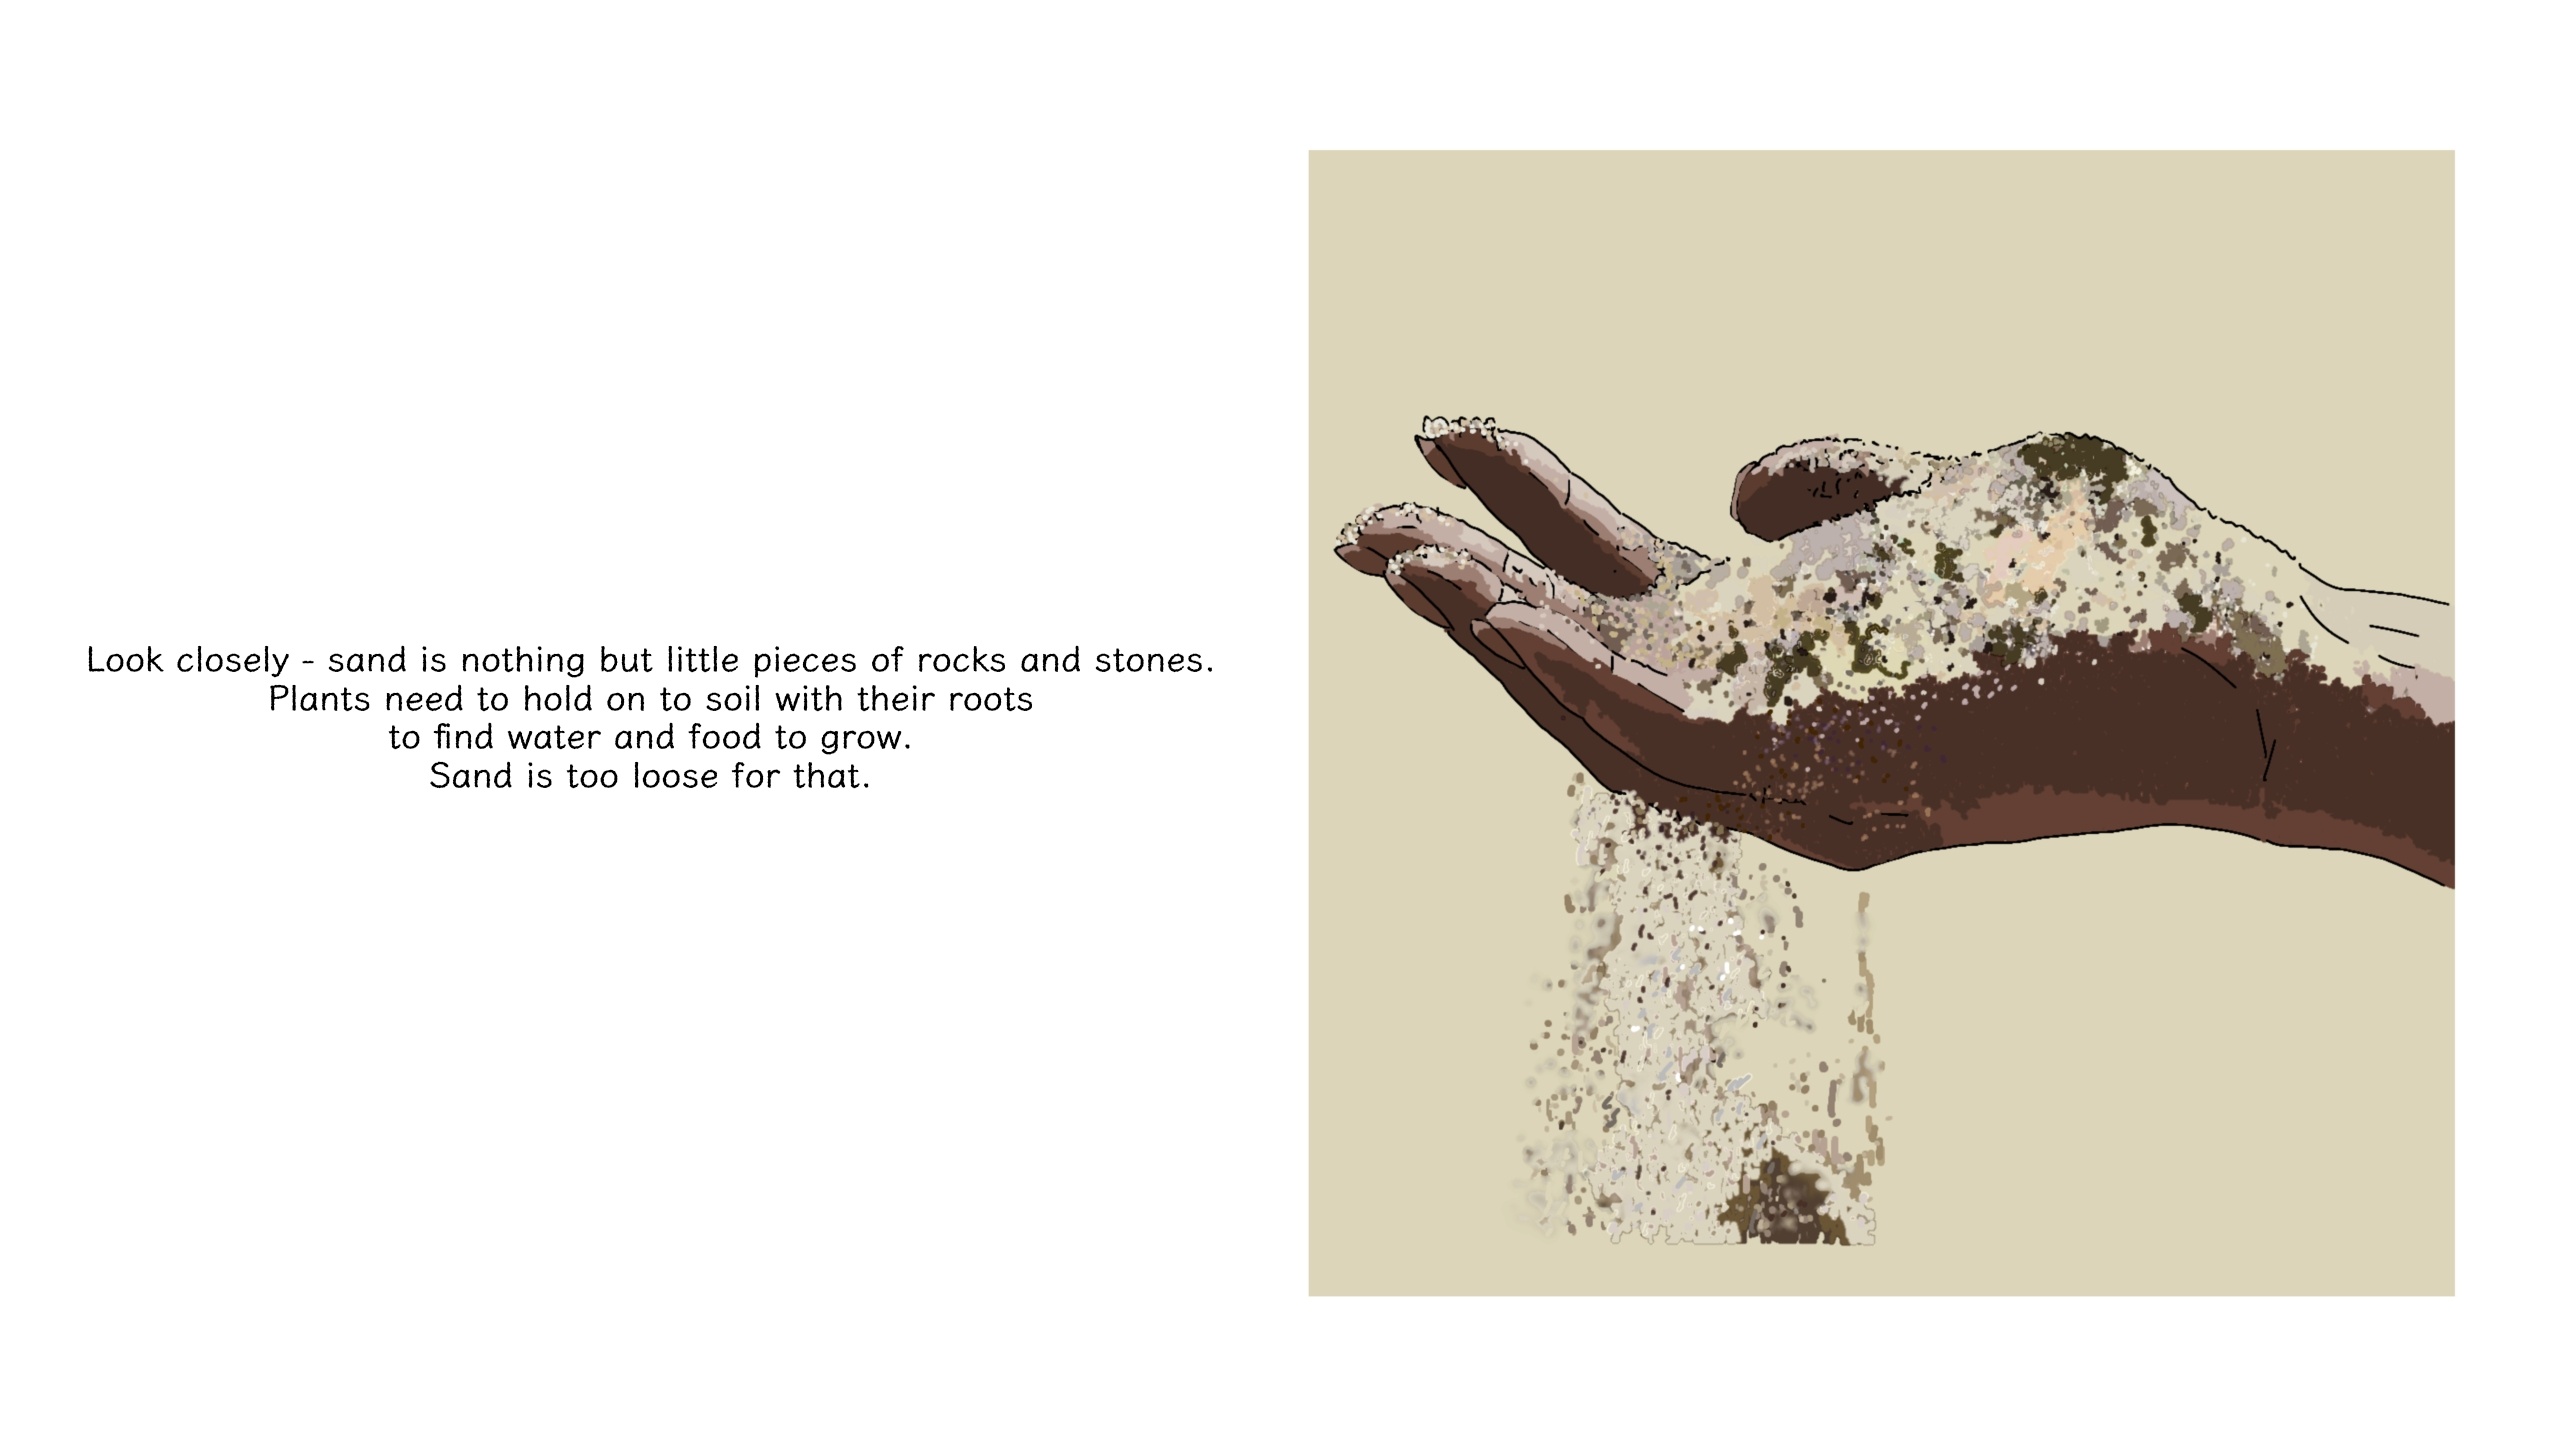 Look closely - sand is nothing but little pieces of rocks and stones.
Plants need to hold on to soil with their roots
to find water and food to grow.
Sand is too loose for that.